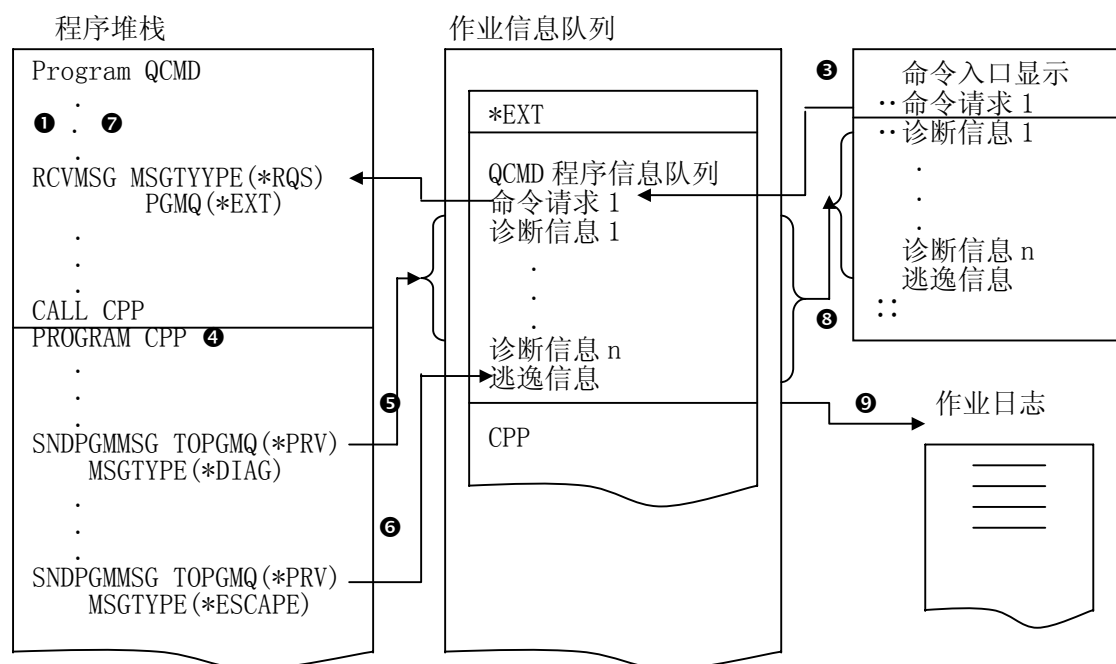 程序堆栈
Program QCMD
.
❶ . ❼
.
.
RCVMSG MSGTYYPE(*RQS)
PGMQ(*EXT)
.
.
.
CALL CPP
PROGRAM CPP ❹
.
.
.
SNDPGMMSG TOPGMQ(*PRV)
MSGTYPE(*DIAG)
.
.
.
SNDPGMMSG TOPGMQ(*PRV)
MSGTYPE(*ESCAPE)
❺
❻
作业信息队列
*EXT
QCMD 程序信息队列
命令请求 1
诊断信息 1
.
.
.
诊断信息 n
逃逸信息
CPP
❸
命令入口显示
..命令请求 1
..诊断信息 1
.
.
.
诊断信息 n
逃逸信息
::
❽
❾
作业日志